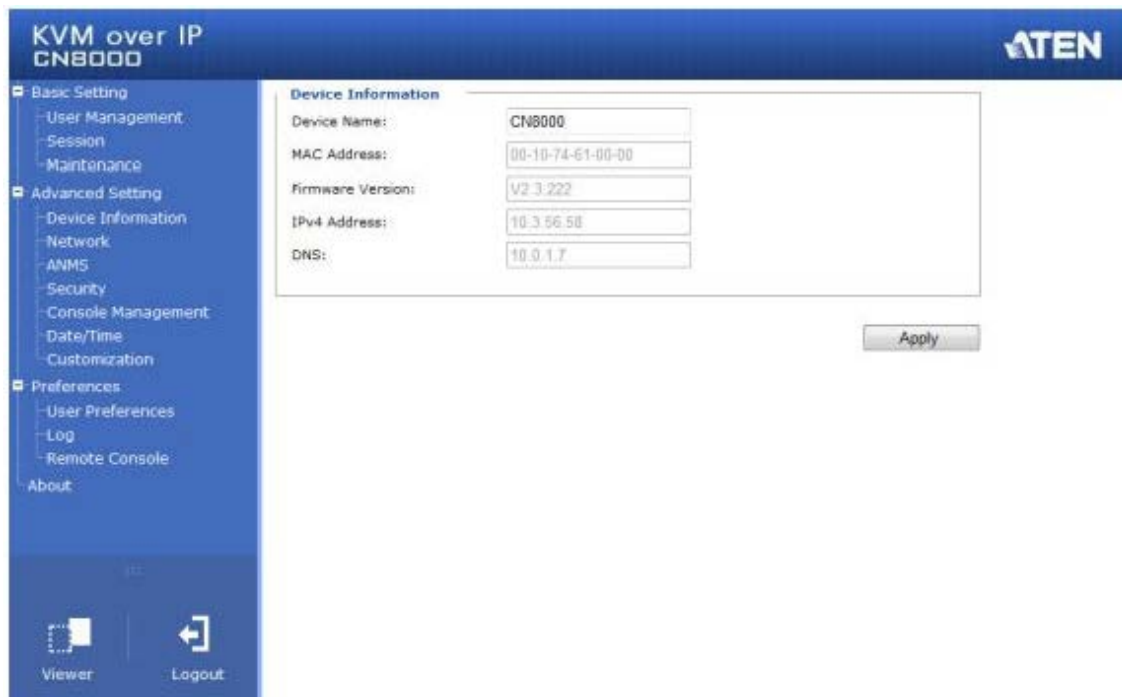 KVM over IP
CN8000
ATEN
Basic Setting
User Management
Session
Maintenance
Advanced Setting
Device Information
Network
ANMS
Security
Console Management
Date/Time
Customization
Preferences
User Preferences
Log
Remote Console
About
Viewer
Logout
Device Information
Device Name: CN8000
MAC Address: 00-10-74-61-00-00
Firmware Version: V2.3.222
IPv4 Address: 10.3.56.58
DNS: 10.0.1.7
Apply